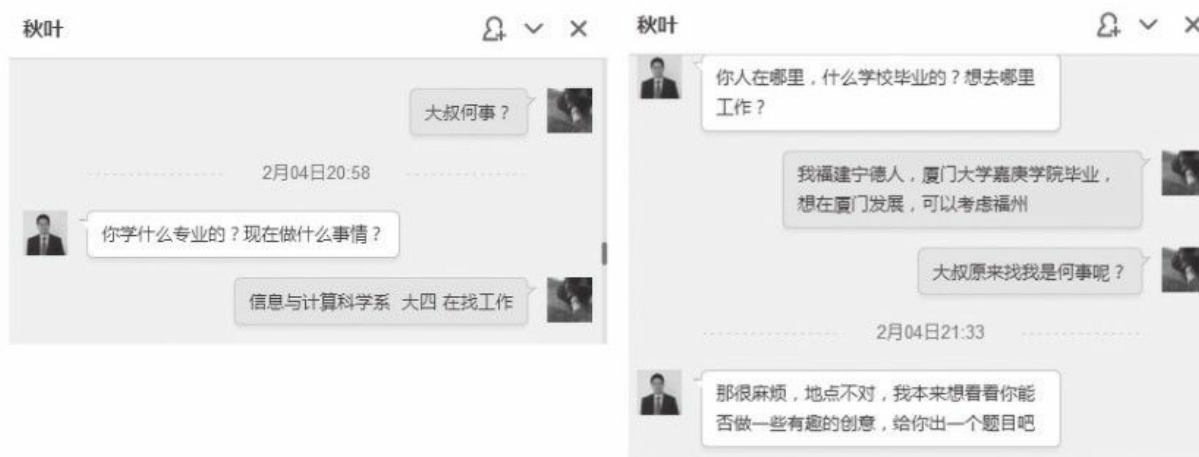 秋叶
大叔何事？
2月04日20:58
你学什么专业的？现在做什么事情？
信息与计算科学系 大四 在找工作
秋叶
你人在哪里，什么学校毕业的？想去哪里
工作？
我福建宁德人，厦门大学嘉庚学院毕业，
想在厦门发展，可以考虑福州
大叔原来找我是何事呢？
2月04日21:33
那很麻烦，地点不对，我本来想看看你能
否做一些有趣的创意，给你出一个题目吧